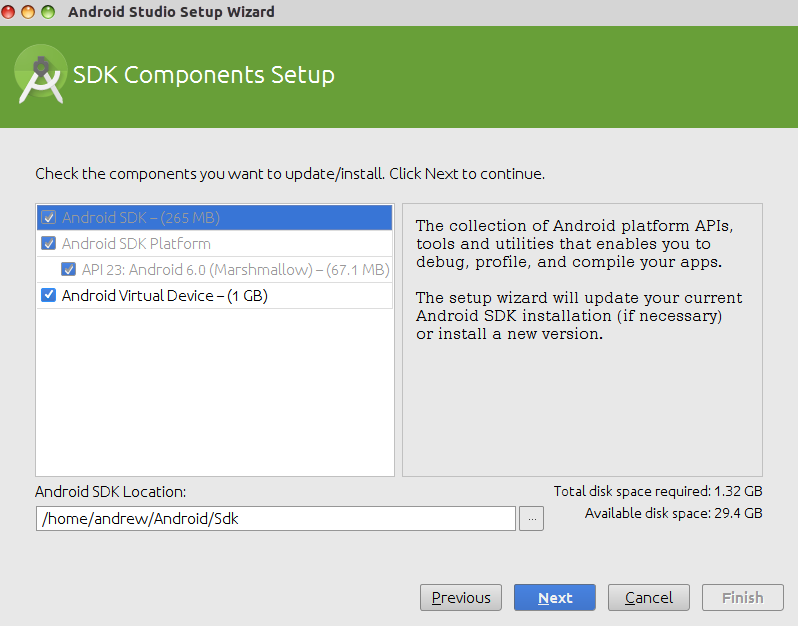 Android Studio Setup Wizard
SDK Components Setup
Check the components you want to update/install. Click Next to continue.
Android SDK – (265 MB)
Android SDK Platform
API 23: Android 6.0 (Marshmallow) – (67.1 MB)
Android Virtual Device – (1 GB)
The collection of Android platform APIs,
tools and utilities that enables you to
debug, profile, and compile your apps.
The setup wizard will update your current
Android SDK installation (if necessary)
or install a new version.
Android SDK Location:
/home/andrew/Android/Sdk
...
Total disk space required: 1.32 GB
Available disk space: 29.4 GB
Previous
Next
Cancel
Finish